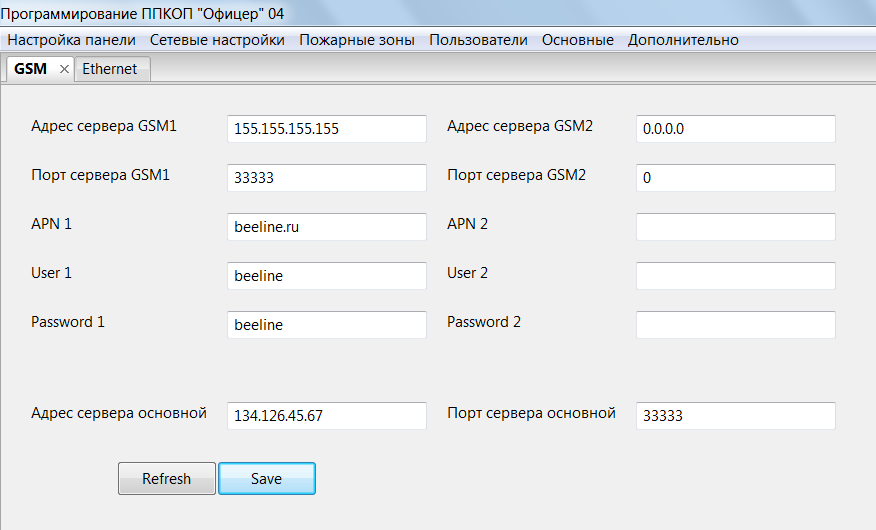 Программирование ППКОП "Офицер" 04
Настройка панели Сетевые настройки Пожарные зоны Пользователи Основные Дополнительно
GSM Ethernet
Адрес сервера GSM1 155.155.155.155 Адрес сервера GSM2 0.0.0.0
Порт сервера GSM1 33333 Порт сервера GSM2 0
APN 1 beeline.ru APN 2
User 1 beeline User 2
Password 1 beeline Password 2
Адрес сервера основной 134.126.45.67 Порт сервера основной 33333
Refresh Save